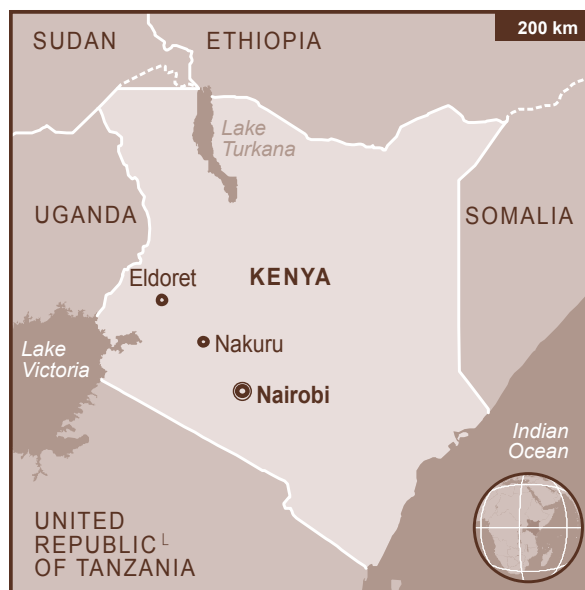 200 km
SUDAN
ETHIOPIA
Lake
Turkana
UGANDA
SOMALIA
Eldoret
KENYA
Lake
Victoria
Nakuru
Nairobi
Indian
Ocean
UNITED
REPUBLIC└
OF TANZANIA